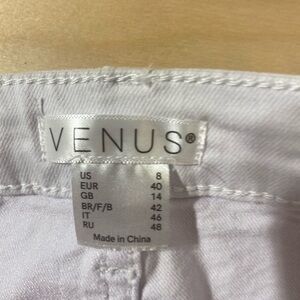 VENUS®
US 8
EUR 40
GB 14
BR/F/B 42
IT 46
RU 48
Made in China